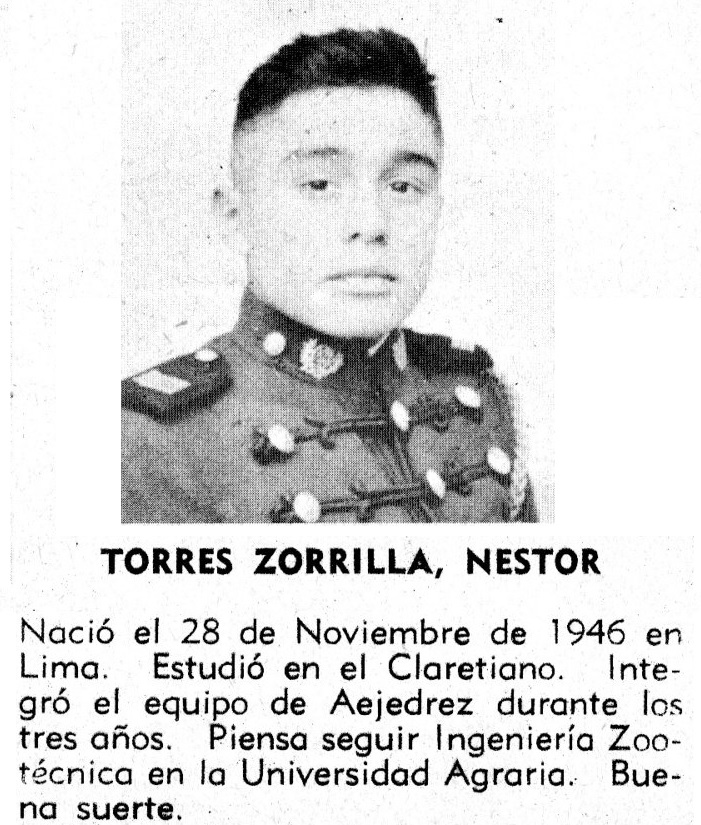 TORRES ZORRILLA, NESTOR
Nació el 28 de Noviembre de 1946 en
Lima. Estudió en el Claretiano. Inte-
gró el equipo de Aejedrez durante los
tres años. Piensa seguir Ingeniería Zoo-
técnica en la Universidad Agraria. Bue-
na suerte.